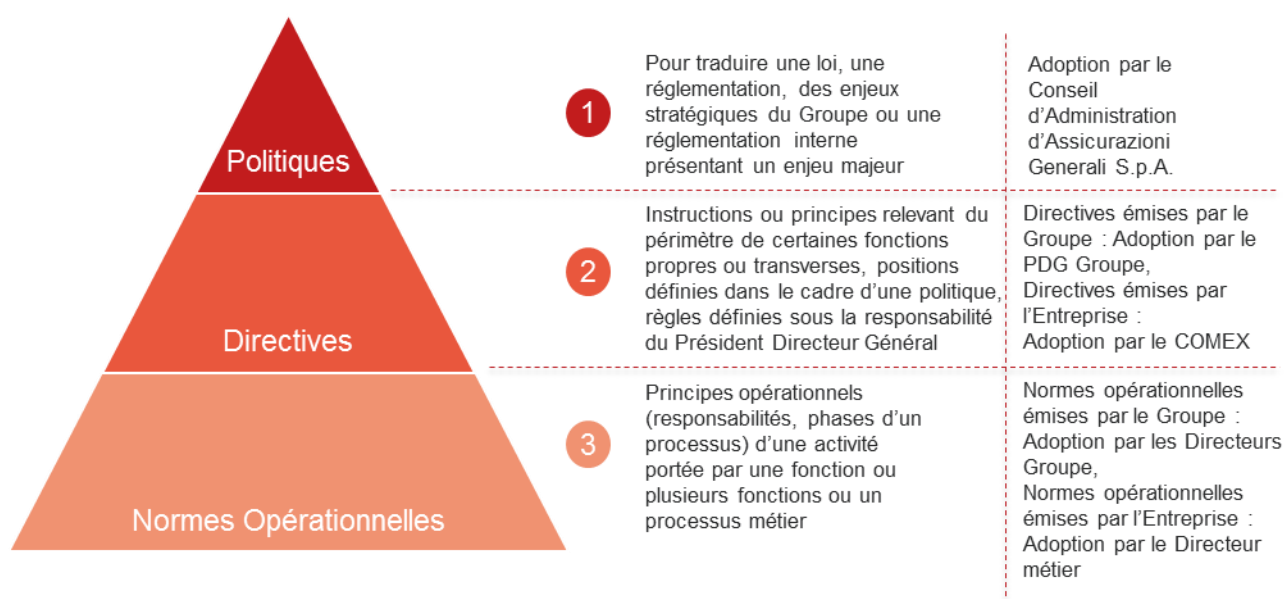 Politiques
1
Pour traduire une loi, une
réglementation, des enjeux
stratégiques du Groupe ou une
réglementation interne
présentant un enjeu majeur
Adoption par le
Conseil
d’Administration
d’Assicurazioni
Generali S.p.A.
Directives
2
Instructions ou principes relevant du
périmètre de certaines fonctions
propres ou transverses, positions
définies dans le cadre d’une politique,
règles définies sous la responsabilité
du Président Directeur Général
Directives émises par le
Groupe : Adoption par le
PDG Groupe,
Directives émises par
l’Entreprise :
Adoption par le COMEX
Normes Opérationnelles
3
Principes opérationnels
(responsabilités, phases d’un
processus) d’une activité
portée par une fonction ou
plusieurs fonctions ou un
processus métier
Normes opérationnelles
émises par le Groupe :
Adoption par les Directeurs
Groupe,
Normes opérationnelles
émises par l’Entreprise :
Adoption par le Directeur
métier